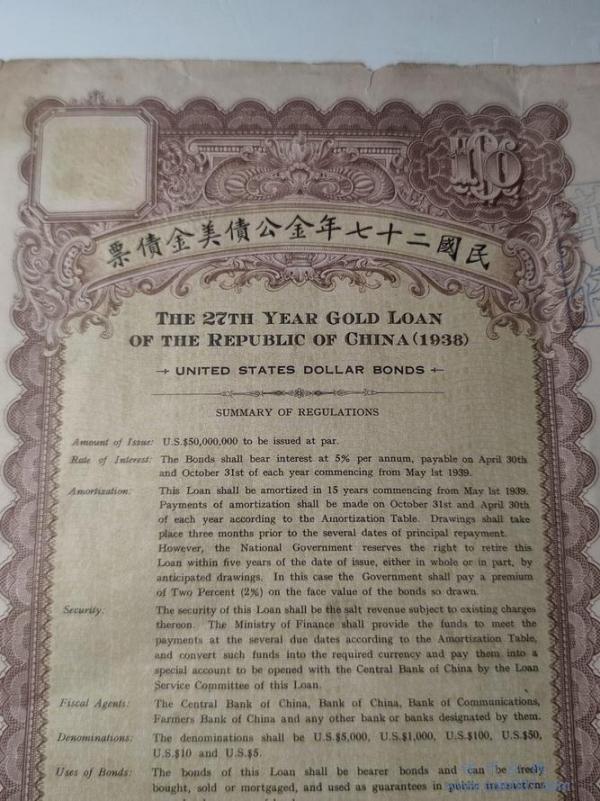 票債金美債公金年七十二國民
THE 27TH YEAR GOLD LOAN
OF THE REPUBLIC OF CHINA (1938)
UNITED STATES DOLLAR BONDS
SUMMARY OF REGULATIONS
Amount of Issue: U.S.$50,000,000 to be issued at par.
Rate of Interest: The Bonds shall bear interest at 5% per annum, payable on April 30th
and October 31st of each year commencing from May 1st 1939.
Amortization: This Loan shall be amortized in 15 years commencing from May 1st 1939.
Payments of amortization shall be made on October 31st and April 30th
of each year according to the Amortization Table. Drawings shall take
place three months prior to the several dates of principal repayment.
However, the National Government reserves the right to retire this
Loan within five years of the date of issue, either in whole or in part, by
anticipated drawings. In this case the Government shall pay a premium
of Two Percent (2%) on the face value of the bonds so drawn.
Security: The security of this Loan shall be the salt revenue subject to existing charges
thereon. The Ministry of Finance shall provide the funds to meet the
payments at the several due dates according to the Amortization Table,
and convert such funds into the required currency and pay them into a
special account to be opened with the Central Bank of China by the Loan
Service Committee of this Loan.
Fiscal Agents: The Central Bank of China, Bank of China, Bank of Communications,
Farmers Bank of China and any other bank or banks designated by them.
Denominations: The denominations shall be U.S.$5,000, U.S.$1,000, U.S.$100, U.S.$50,
U.S.$10 and U.S.$5.
Uses of Bonds: The bonds of this Loan shall be bearer bonds and can be freely
bought, sold or mortgaged, and used as guarantees in public transactions